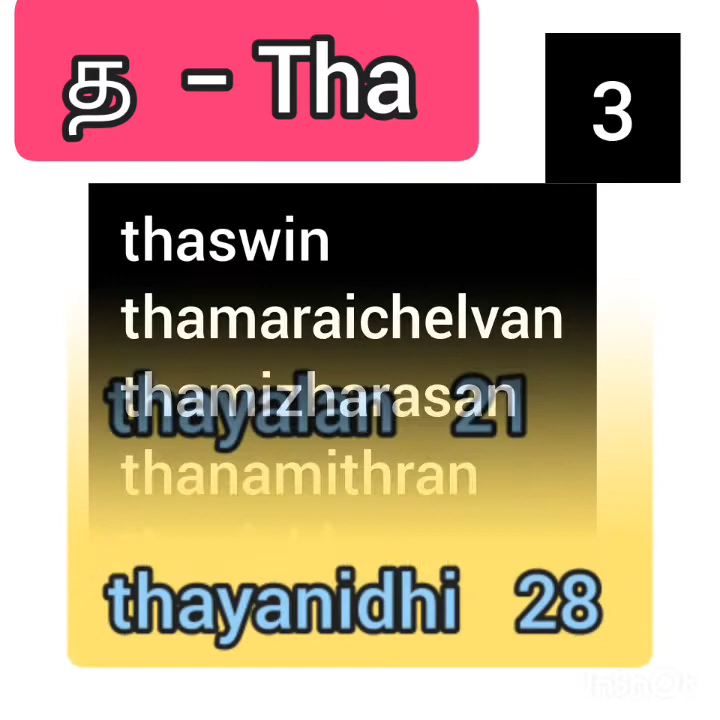 த - Tha
3
thaswin
thamaraichelvan
thamizharasan
thayalan 21
thanamithran
thayanidhi 28